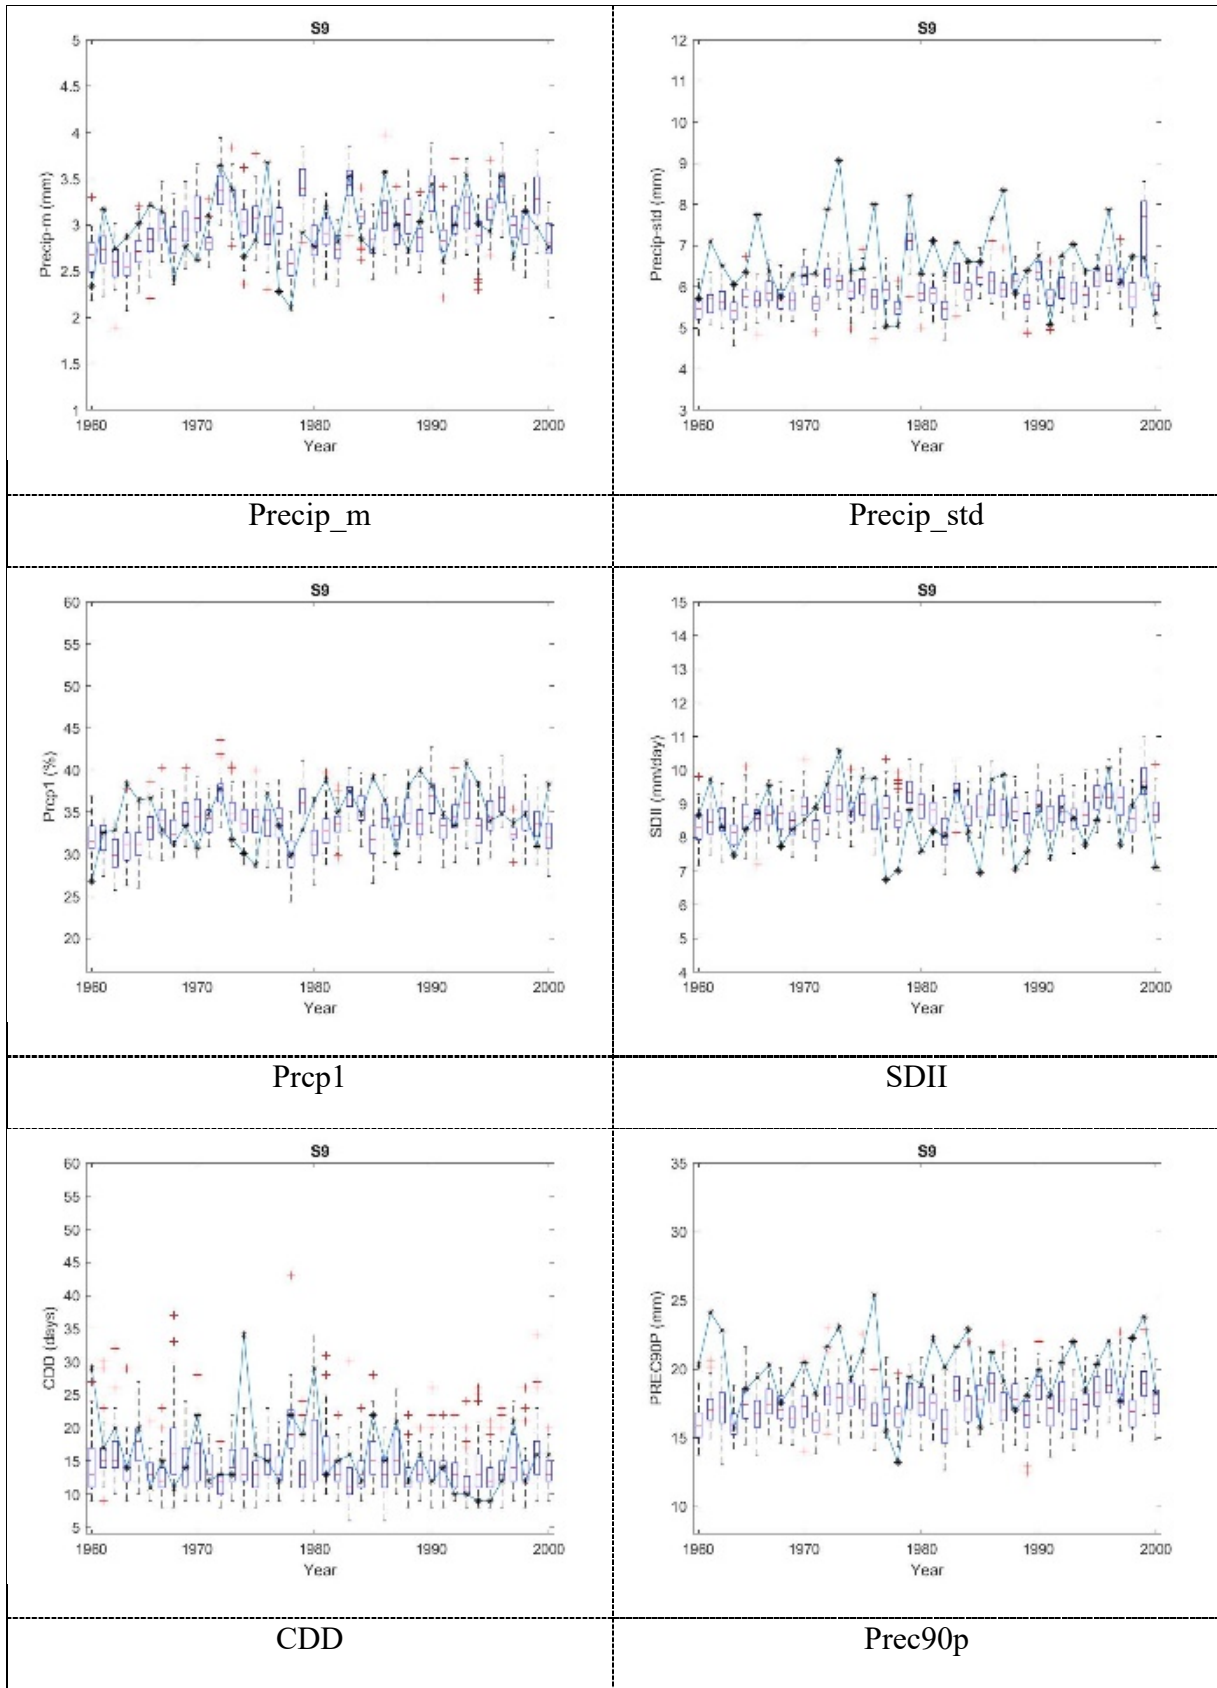 S9
5
4.5
4
3.5
3
2.5
2
1.5
1
Precip-m (mm)
1960 1970 1980 1990 2000
Year
S9
12
11
10
9
8
7
6
5
4
3
Precip-std (mm)
1960 1970 1980 1990 2000
Year
Precip_m
Precip_std
S9
60
55
50
45
40
35
30
25
20
Prcp1 (%)
1960 1970 1980 1990 2000
Year
S9
15
14
13
12
11
10
9
8
7
6
5
4
SDII (mm/day)
1960 1970 1980 1990 2000
Year
Prcp1
SDII
S9
60
55
50
45
40
35
30
25
20
15
10
5
CDD (days)
1960 1970 1980 1990 2000
Year
S9
35
30
25
20
15
10
PREC90P (mm)
1960 1970 1980 1990 2000
Year
CDD
Prec90p